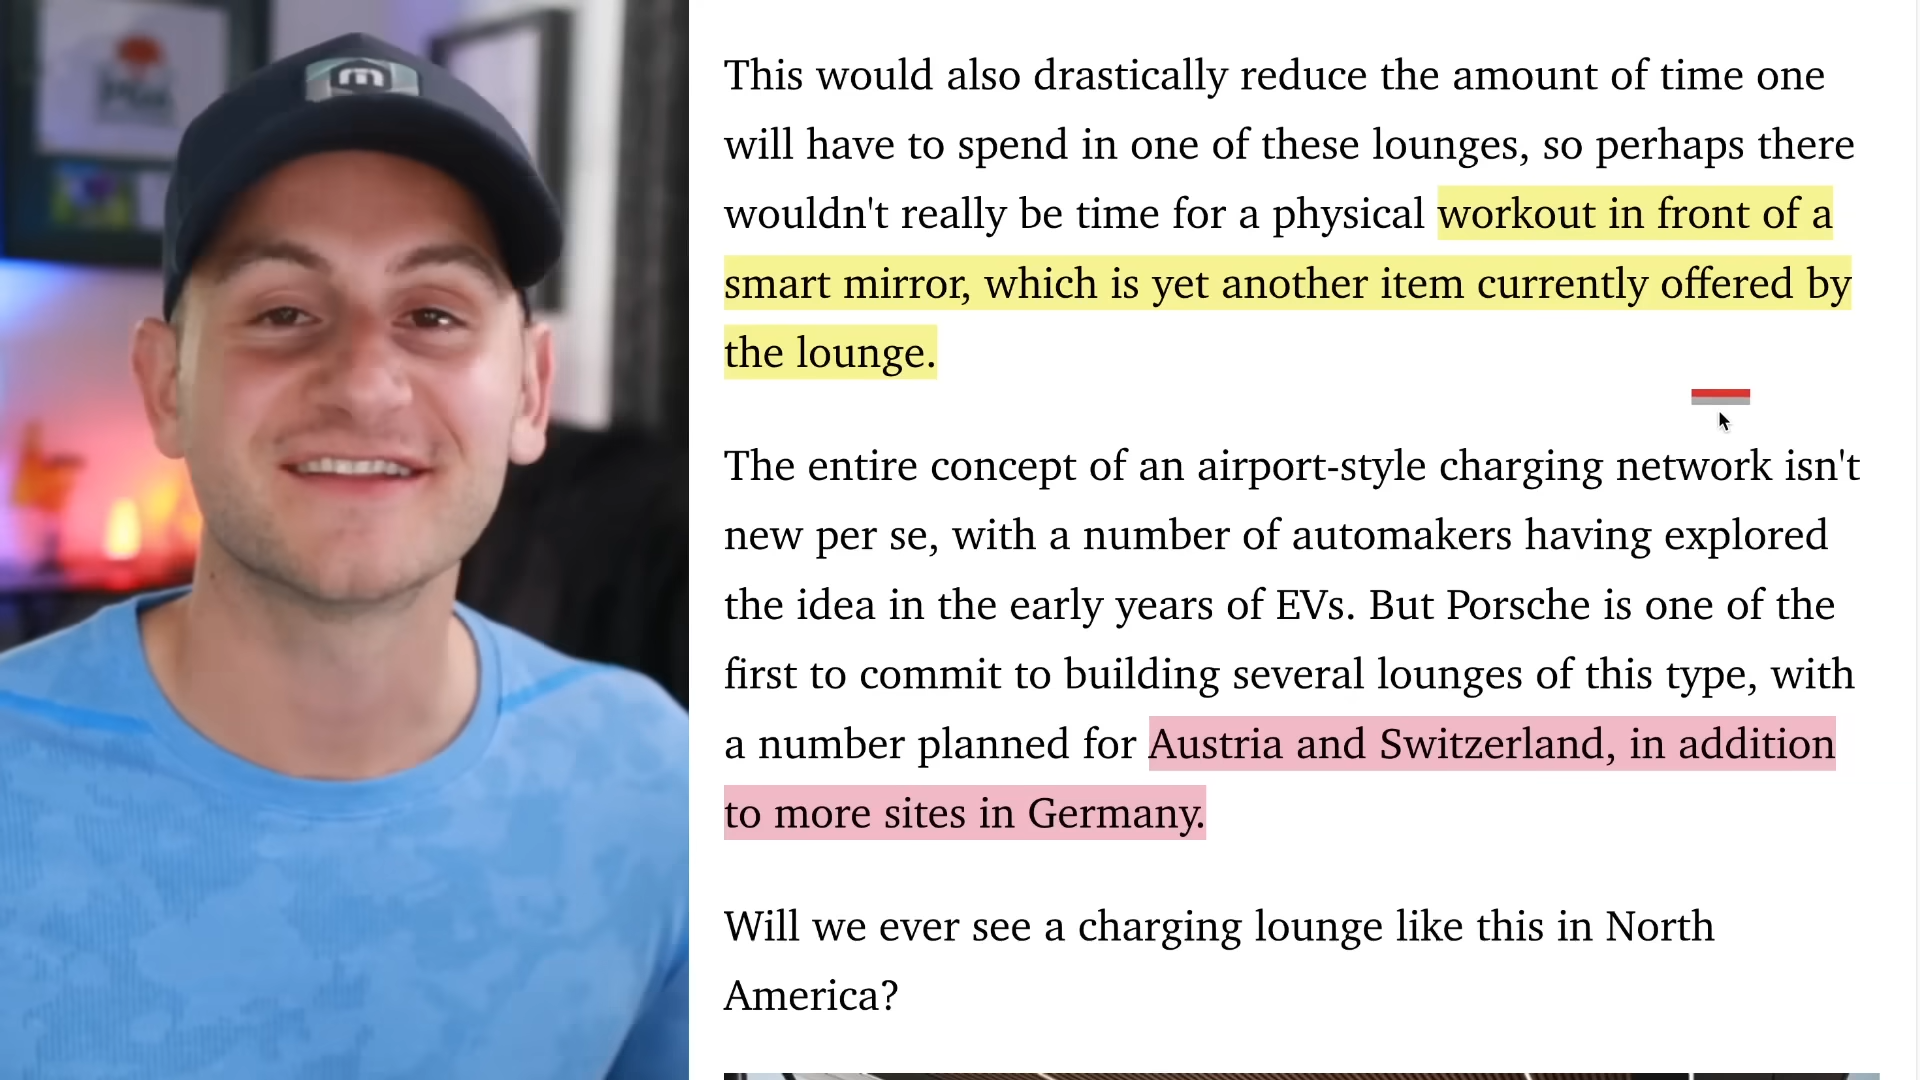 This would also drastically reduce the amount of time one
will have to spend in one of these lounges, so perhaps there
wouldn't really be time for a physical workout in front of a
smart mirror, which is yet another item currently offered by
the lounge.
The entire concept of an airport-style charging network isn't
new per se, with a number of automakers having explored
the idea in the early years of EVs. But Porsche is one of the
first to commit to building several lounges of this type, with
a number planned for Austria and Switzerland, in addition
to more sites in Germany.
Will we ever see a charging lounge like this in North
America?